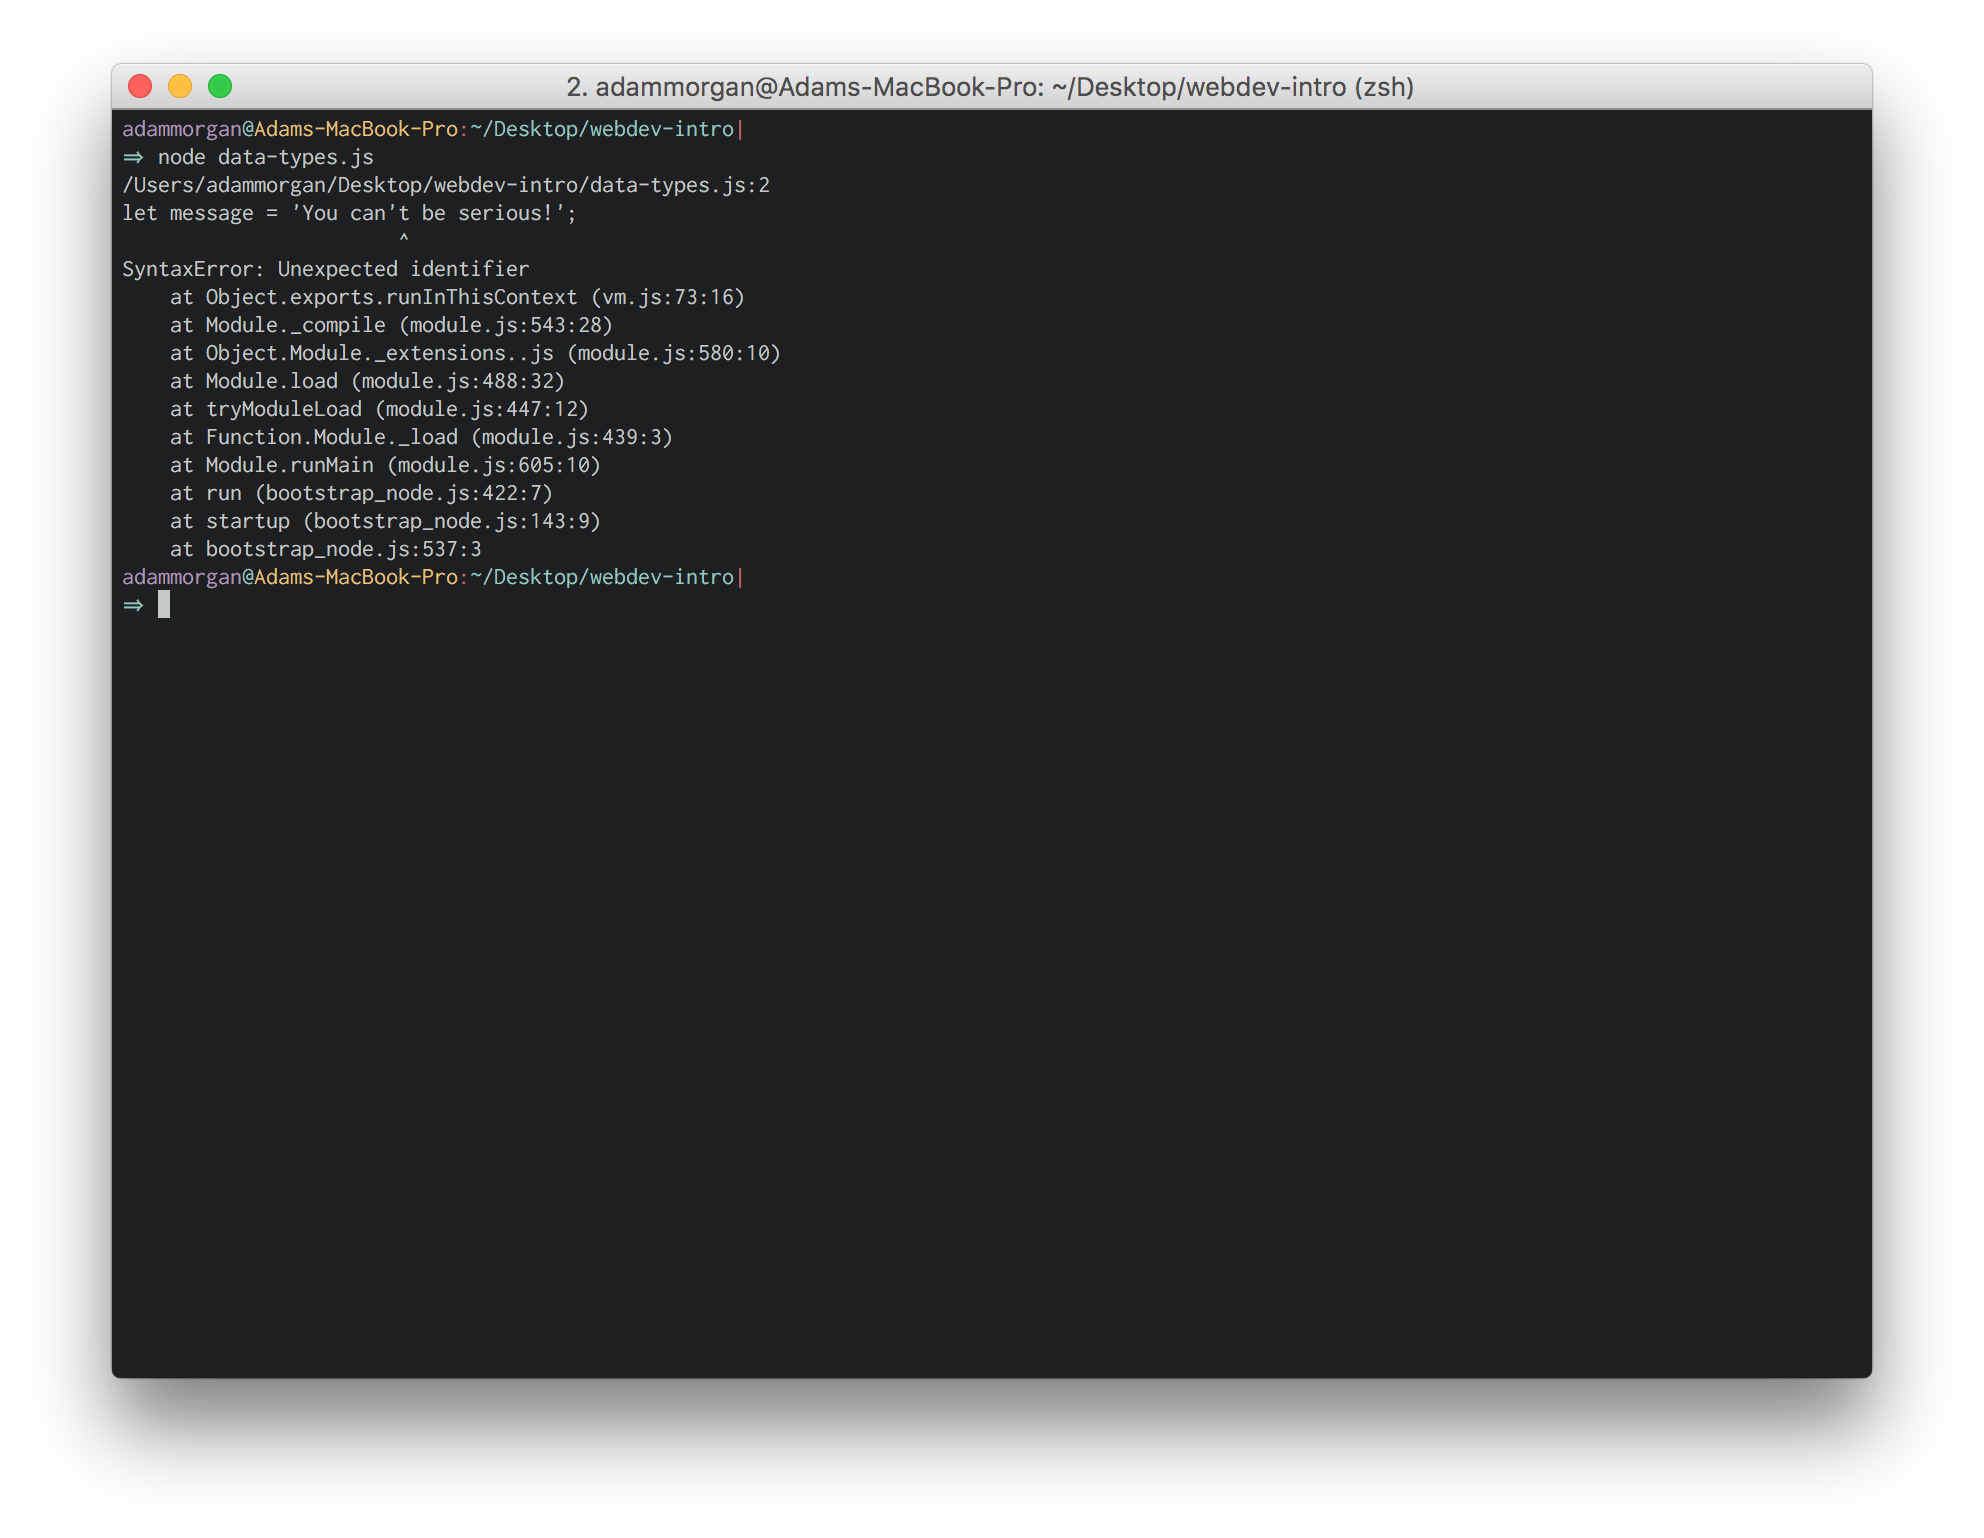 2. adammorgan@Adams-MacBook-Pro: ~/Desktop/webdev-intro (zsh)
adammorgan@Adams-MacBook-Pro:~/Desktop/webdev-intro|
⇒ node data-types.js
/Users/adammorgan/Desktop/webdev-intro/data-types.js:2
let message = 'You can't be serious!';
                       ^
SyntaxError: Unexpected identifier
    at Object.exports.runInThisContext (vm.js:73:16)
    at Module._compile (module.js:543:28)
    at Object.Module._extensions..js (module.js:580:10)
    at Module.load (module.js:488:32)
    at tryModuleLoad (module.js:447:12)
    at Function.Module._load (module.js:439:3)
    at Module.runMain (module.js:605:10)
    at run (bootstrap_node.js:422:7)
    at startup (bootstrap_node.js:143:9)
    at bootstrap_node.js:537:3
adammorgan@Adams-MacBook-Pro:~/Desktop/webdev-intro|
⇒